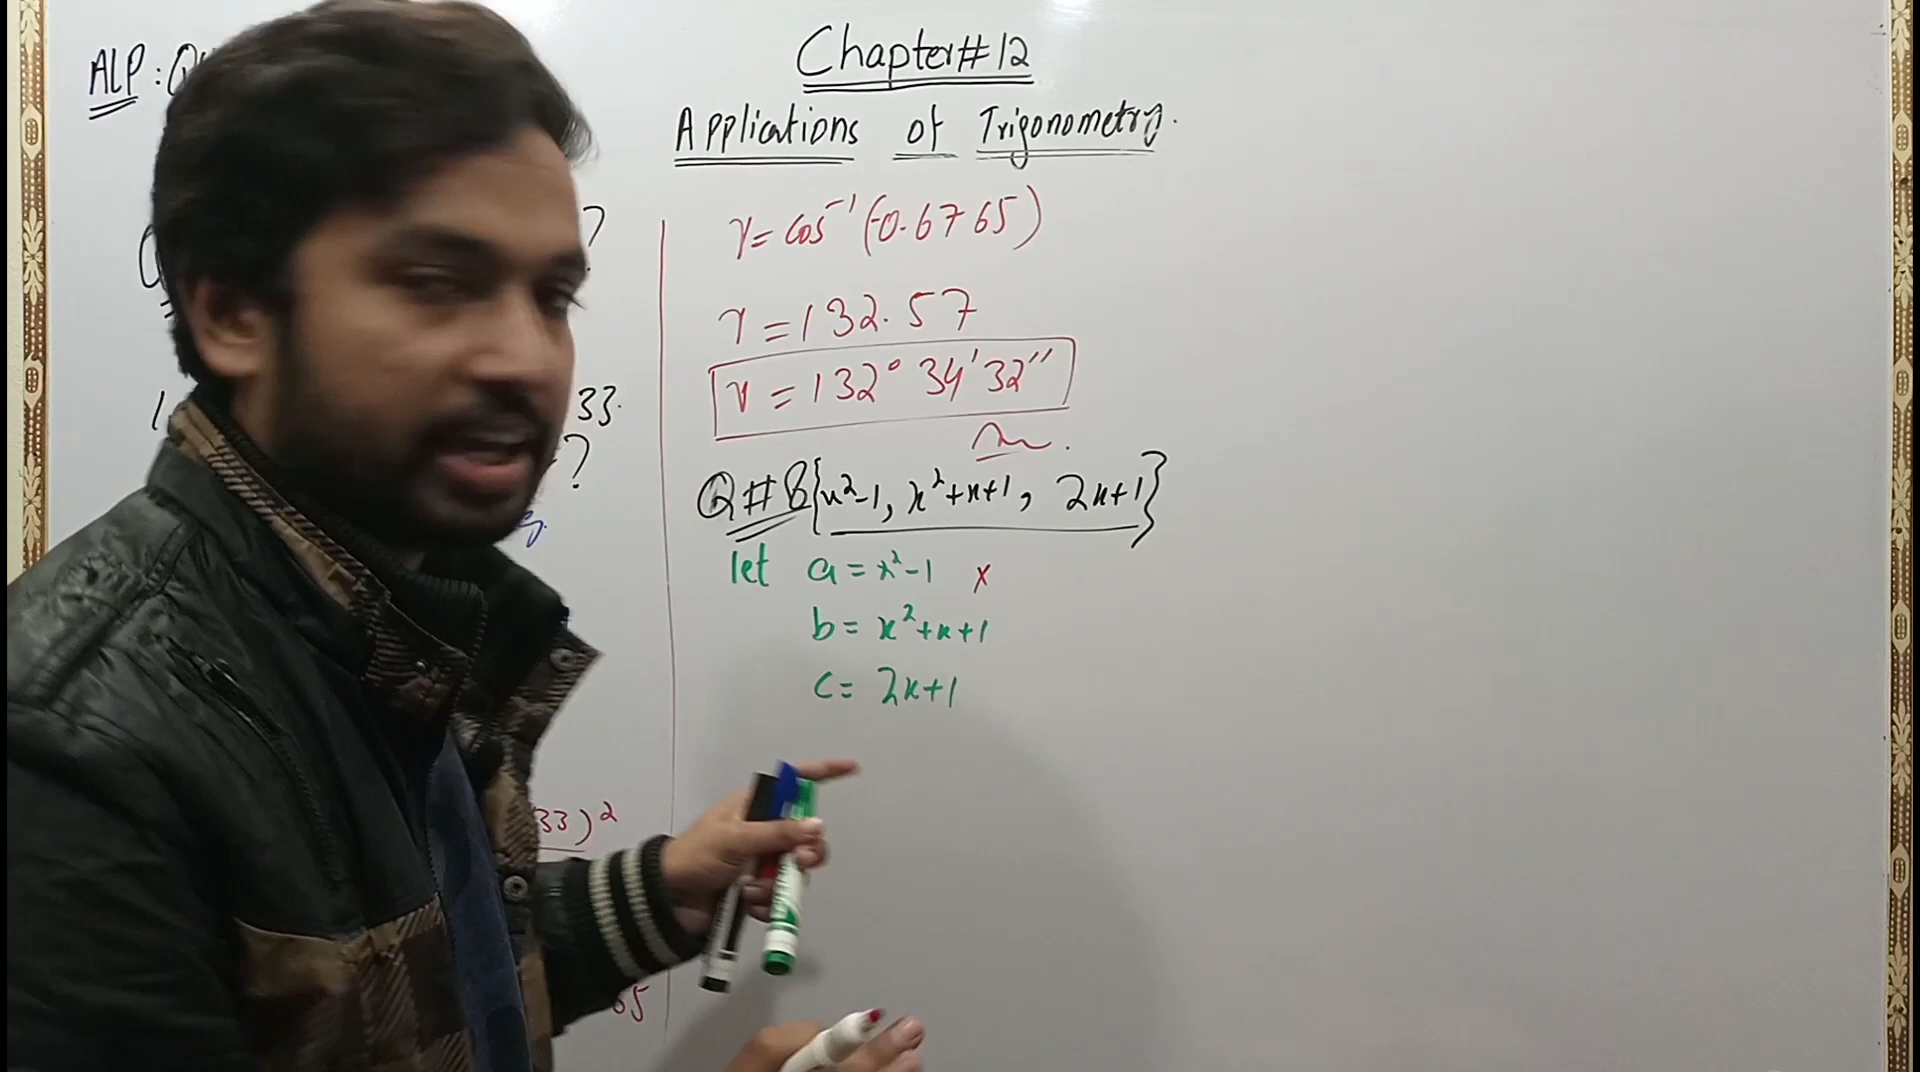 Chapter#12
Applications of Trigonometry.
ALP :
?
33.
?
33)²
65
γ = cos⁻¹(-0.6765)
γ = 132.57
γ = 132° 34' 32"
Q#8 {x²-1, x²+x+1, 2x+1}
let a = x²-1 x
b = x²+x+1
c = 2x+1